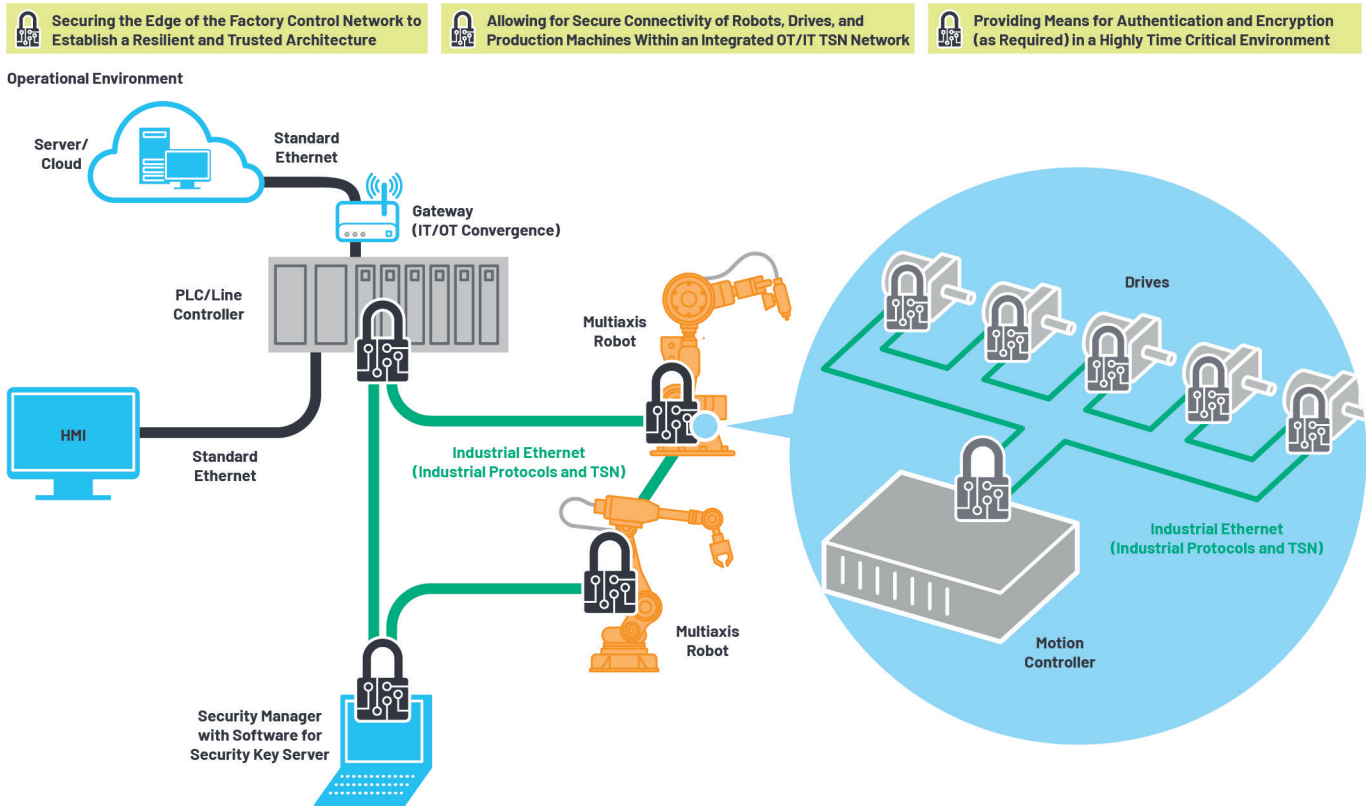 Securing the Edge of the Factory Control Network to
Establish a Resilient and Trusted Architecture
Allowing for Secure Connectivity of Robots, Drives, and
Production Machines Within an Integrated OT/IT TSN Network
Providing Means for Authentication and Encryption
(as Required) in a Highly Time Critical Environment
Operational Environment
Server/
Cloud
Standard
Ethernet
Gateway
(IT/OT Convergence)
PLC/Line
Controller
Multiaxis
Robot
Drives
HMI
Standard
Ethernet
Industrial Ethernet
(Industrial Protocols and TSN)
Industrial Ethernet
(Industrial Protocols and TSN)
Multiaxis
Robot
Motion
Controller
Security Manager
with Software for
Security Key Server